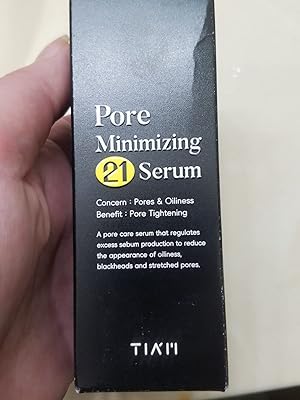 Pore
Minimizing
21 Serum
Concern : Pores & Oiliness
Benefit : Pore Tightening
A pore care serum that regulates
excess sebum production to reduce
the appearance of oiliness,
blackheads and stretched pores.
TIA'M